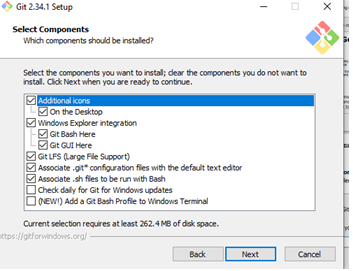 Git 2.34.1 Setup
Select Components
Which components should be installed?
Select the components you want to install; clear the components you do not want to
install. Click Next when you are ready to continue.
Additional icons
On the Desktop
Windows Explorer integration
Git Bash Here
Git GUI Here
Git LFS (Large File Support)
Associate .git* configuration files with the default text editor
Associate .sh files to be run with Bash
Check daily for Git for Windows updates
(NEW!) Add a Git Bash Profile to Windows Terminal
Current selection requires at least 262.4 MB of disk space.
https://gitforwindows.org/
Back
Next
Cancel